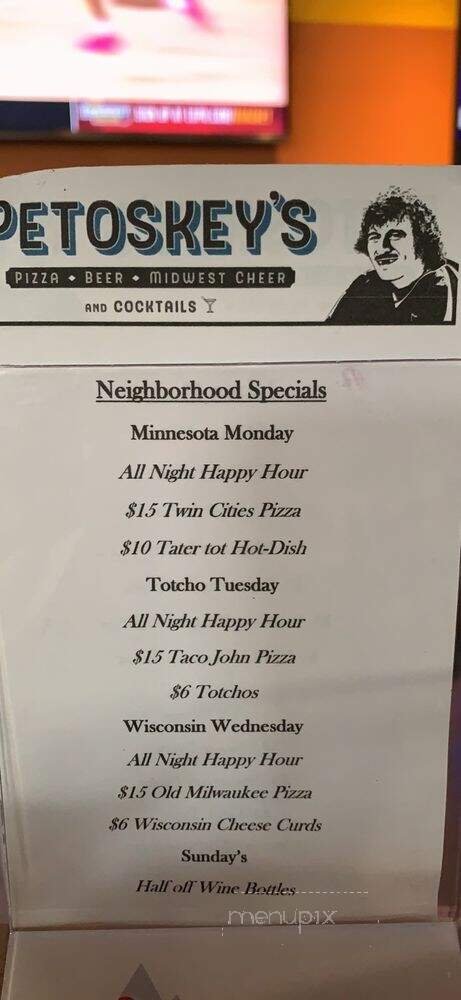 PETOSKEY'S
PIZZA • BEER • MIDWEST CHEER
AND COCKTAILS
Neighborhood Specials
Minnesota Monday
All Night Happy Hour
$15 Twin Cities Pizza
$10 Tater tot Hot-Dish
Totcho Tuesday
All Night Happy Hour
$15 Taco John Pizza
$6 Totchos
Wisconsin Wednesday
All Night Happy Hour
$15 Old Milwaukee Pizza
$6 Wisconsin Cheese Curds
Sunday's
Half off Wine Bottles
menupix